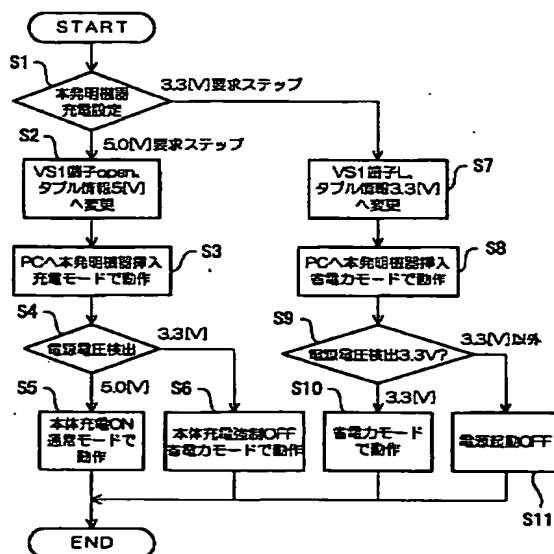 START
S1
本発明機器
充電設定
3.3[V]要求ステップ
5.0[V]要求ステップ
S2
VS1端子open、
タプル情報5[V]
へ変更
S7
VS1端子L、
タプル情報3.3[V]
へ変更
S3
PCへ本発明機器挿入
充電モードで動作
S8
PCへ本発明機器挿入
省電力モードで動作
S4
電源電圧検出
3.3[V]
5.0[V]
S9
電源電圧検出3.3V?
3.3[V]以外
3.3[V]
S5
本体充電ON
通常モードで
動作
S6
本体充電強制OFF
省電力モードで動作
S10
省電力モード
で動作
電源起動OFF
S11
END